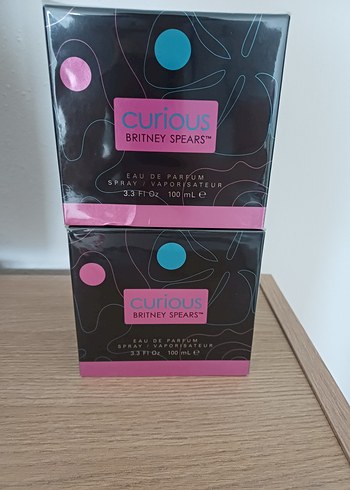 curious
BRITNEY SPEARS™
EAU DE PARFUM
SPRAY / VAPORISATEUR
3.3 Fl Oz 100 mL ℮
curious
BRITNEY SPEARS™
EAU DE PARFUM
SPRAY / VAPORISATEUR
3.3 Fl Oz 100 mL ℮